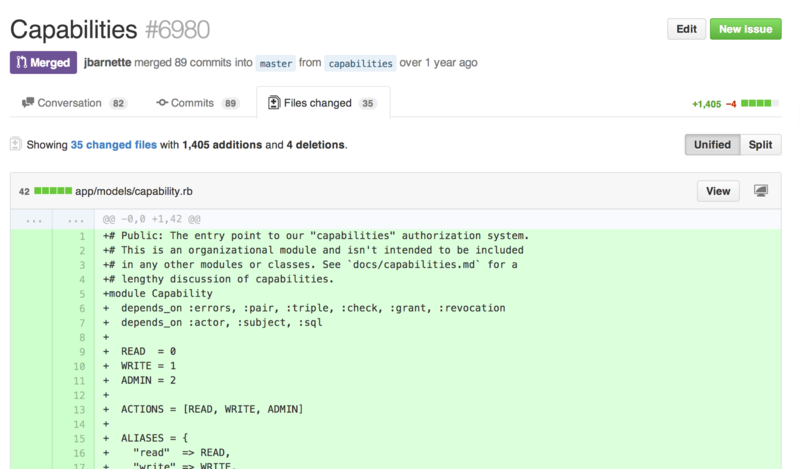 Capabilities #6980
Edit
New issue
Merged jbarnette merged 89 commits into master from capabilities over 1 year ago
Conversation 82
Commits 89
Files changed 35
+1,405 −4
Showing 35 changed files with 1,405 additions and 4 deletions.
Unified
Split
42 app/models/capability.rb
View
... ... @@ -0,0 +1,42 @@
1 +# Public: The entry point to our "capabilities" authorization system.
2 +# This is an organizational module and isn't intended to be included
3 +# in any other modules or classes. See `docs/capabilities.md` for a
4 +# lengthy discussion of capabilities.
5 +module Capability
6 +  depends_on :errors, :pair, :triple, :check, :grant, :revocation
7 +  depends_on :actor, :subject, :sql
8 +
9 +  READ  = 0
10 +  WRITE = 1
11 +  ADMIN = 2
12 +
13 +  ACTIONS = [READ, WRITE, ADMIN]
14 +
15 +  ALIASES = {
16 +    "read"  => READ,
17 +    "write" => WRITE,